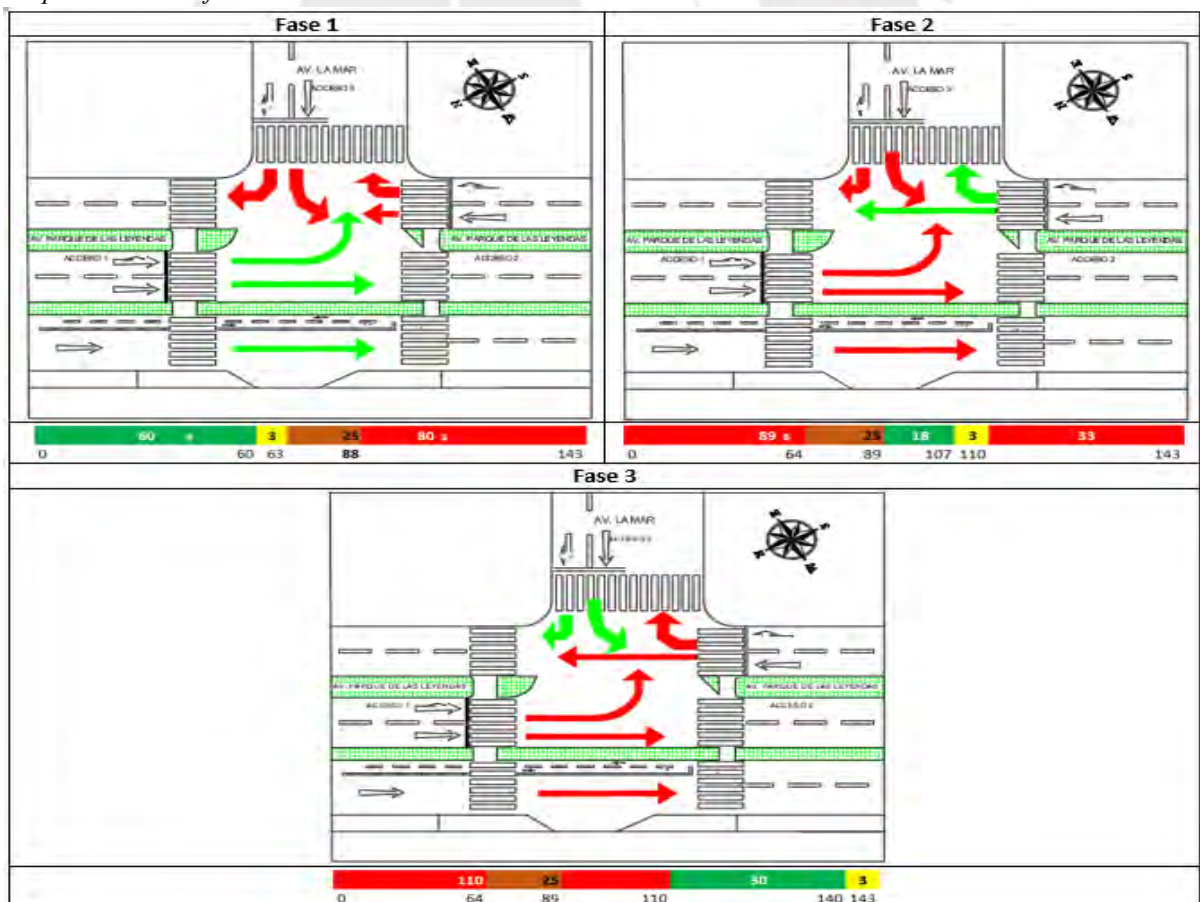 Fase 1
Fase 2
AV. LA MAR
ACCESO 3
AV. PARQUE DE LAS LEYENDAS
AV. PARQUE DE LAS LEYENDAS
ACCESO 1
ACCESO 2
60 s 3 25 80 s
0 60 63 88 143
AV. LA MAR
ACCESO 3
AV. PARQUE DE LAS LEYENDAS
AV. PARQUE DE LAS LEYENDAS
ACCESO 1
ACCESO 2
89 s 25 18 3 33
0 64 89 107 110 143
Fase 3
AV. LA MAR
AV. PARQUE DE LAS LEYENDAS
AV. PARQUE DE LAS LEYENDAS
ACCESO 1
ACCESO 2
110 25 30 3
0 64 89 110 140 143